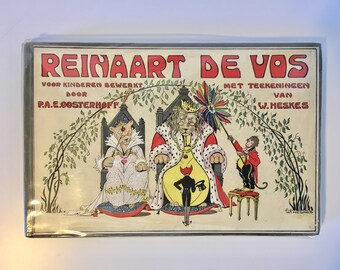 REINAART DE VOS
VOOR KINDEREN BEWERKT
DOOR
P.A.E. OOSTERHOFF
MET TEEKENINGEN
VAN
W. HESKES